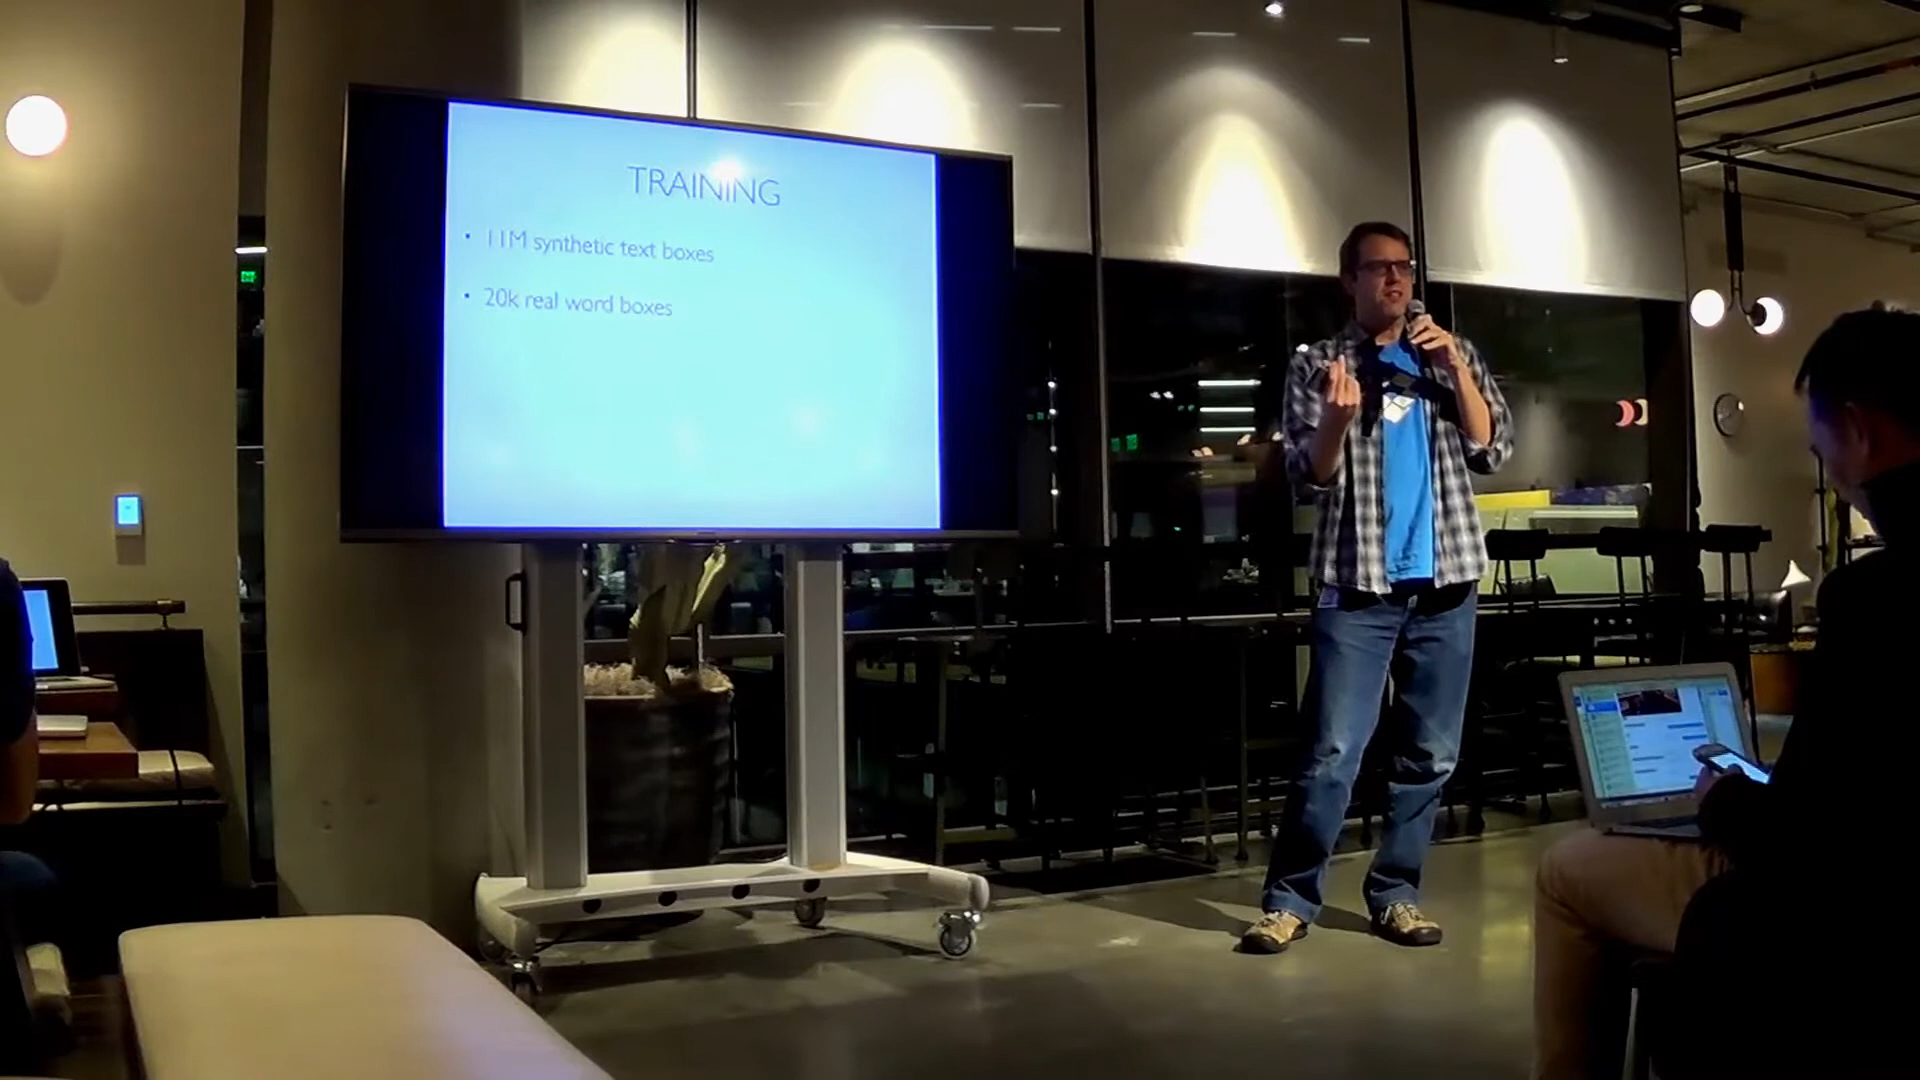 TRAINING
• 11M synthetic text boxes
• 20k real word boxes